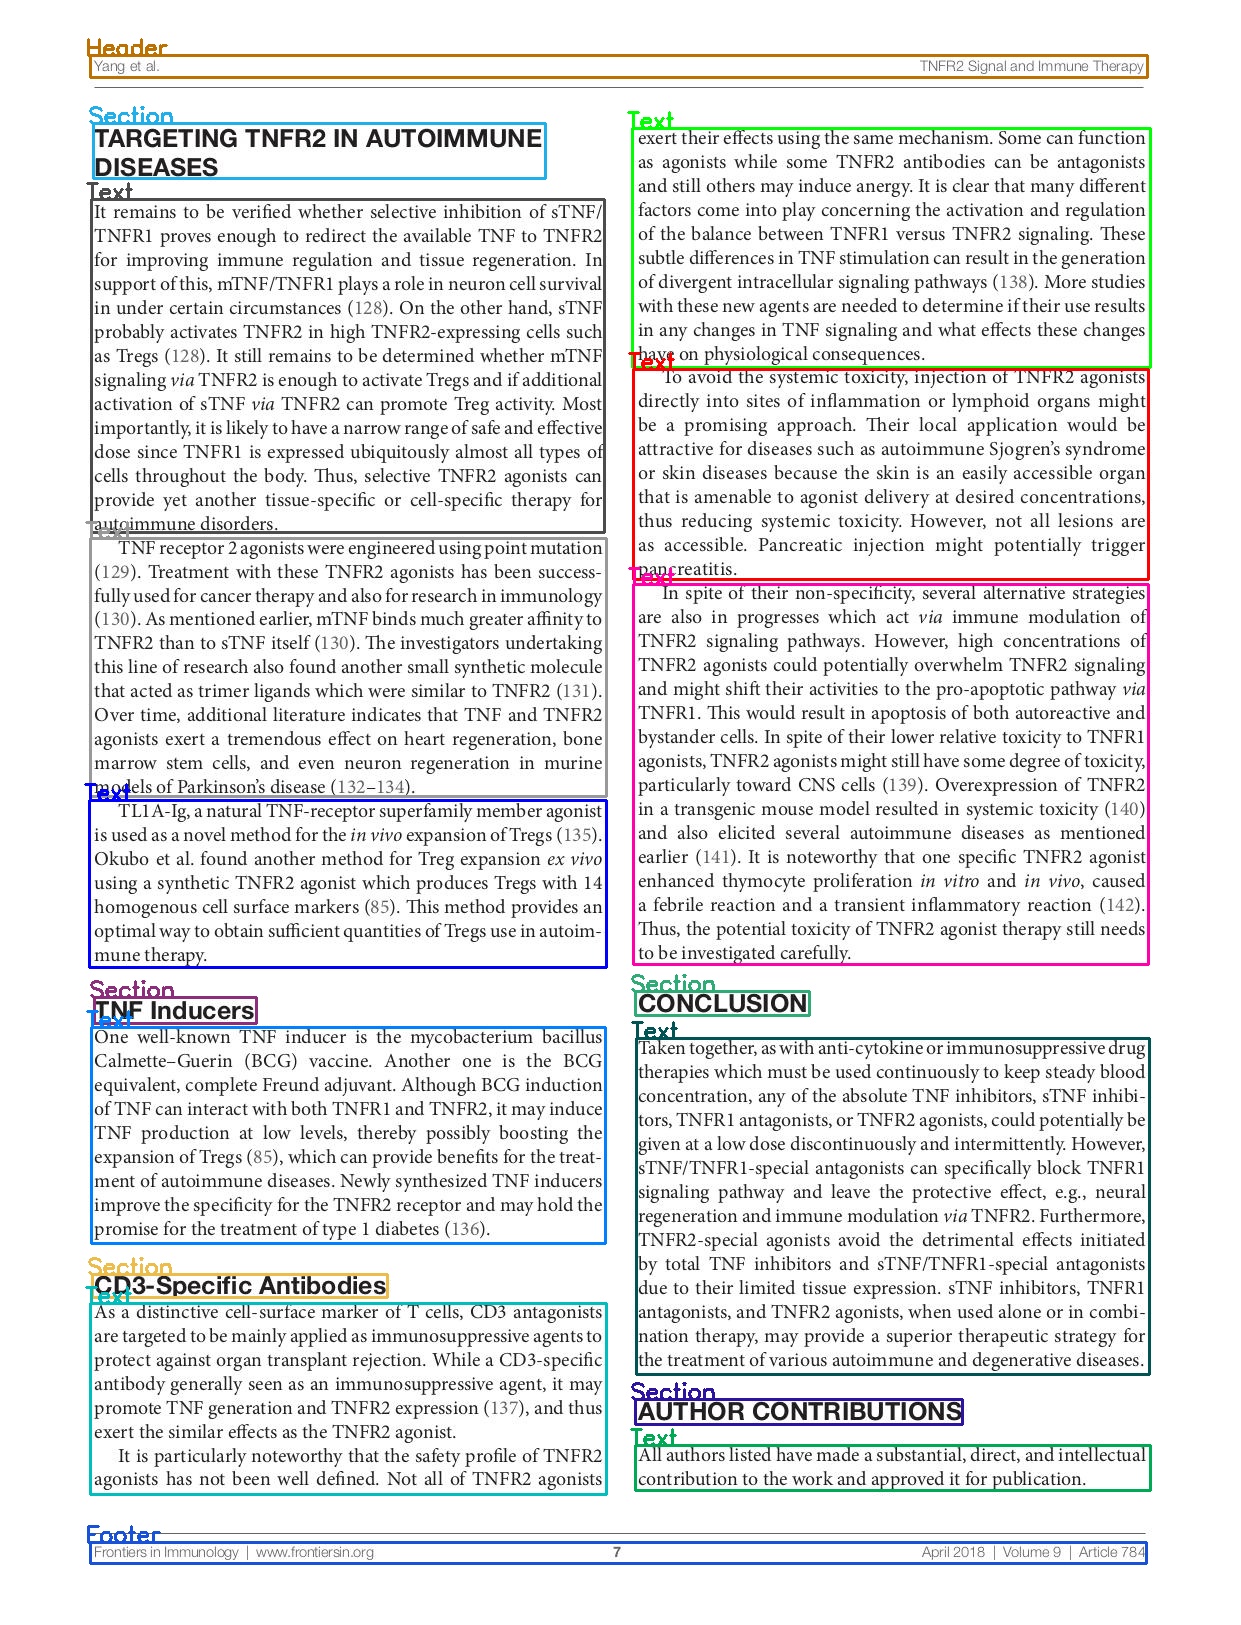 Header
Yang et al. TNFR2 Signal and Immune Therapy
Section
TARGETING TNFR2 IN AUTOIMMUNE
DISEASES
Text
It remains to be verified whether selective inhibition of sTNF/
TNFR1 proves enough to redirect the available TNF to TNFR2
for improving immune regulation and tissue regeneration. In
support of this, mTNF/TNFR1 plays a role in neuron cell survival
in under certain circumstances (128). On the other hand, sTNF
probably activates TNFR2 in high TNFR2-expressing cells such
as Tregs (128). It still remains to be determined whether mTNF
signaling via TNFR2 is enough to activate Tregs and if additional
activation of sTNF via TNFR2 can promote Treg activity. Most
importantly, it is likely to have a narrow range of safe and effective
dose since TNFR1 is expressed ubiquitously almost all types of
cells throughout the body. Thus, selective TNFR2 agonists can
provide yet another tissue-specific or cell-specific therapy for
autoimmune disorders.
Text
TNF receptor 2 agonists were engineered using point mutation
(129). Treatment with these TNFR2 agonists has been success-
fully used for cancer therapy and also for research in immunology
(130). As mentioned earlier, mTNF binds much greater affinity to
TNFR2 than to sTNF itself (130). The investigators undertaking
this line of research also found another small synthetic molecule
that acted as trimer ligands which were similar to TNFR2 (131).
Over time, additional literature indicates that TNF and TNFR2
agonists exert a tremendous effect on heart regeneration, bone
marrow stem cells, and even neuron regeneration in murine
models of Parkinson's disease (132–134).
Text
TL1A-Ig, a natural TNF-receptor superfamily member agonist
is used as a novel method for the in vivo expansion of Tregs (135).
Okubo et al. found another method for Treg expansion ex vivo
using a synthetic TNFR2 agonist which produces Tregs with 14
homogenous cell surface markers (85). This method provides an
optimal way to obtain sufficient quantities of Tregs use in autoim-
mune therapy.
Section
TNF Inducers
Text
One well-known TNF inducer is the mycobacterium bacillus
Calmette–Guerin (BCG) vaccine. Another one is the BCG
equivalent, complete Freund adjuvant. Although BCG induction
of TNF can interact with both TNFR1 and TNFR2, it may induce
TNF production at low levels, thereby possibly boosting the
expansion of Tregs (85), which can provide benefits for the treat-
ment of autoimmune diseases. Newly synthesized TNF inducers
improve the specificity for the TNFR2 receptor and may hold the
promise for the treatment of type 1 diabetes (136).
Section
CD3-Specific Antibodies
Text
As a distinctive cell-surface marker of T cells, CD3 antagonists
are targeted to be mainly applied as immunosuppressive agents to
protect against organ transplant rejection. While a CD3-specific
antibody generally seen as an immunosuppressive agent, it may
promote TNF generation and TNFR2 expression (137), and thus
exert the similar effects as the TNFR2 agonist.
It is particularly noteworthy that the safety profile of TNFR2
agonists has not been well defined. Not all of TNFR2 agonists
Text
exert their effects using the same mechanism. Some can function
as agonists while some TNFR2 antibodies can be antagonists
and still others may induce anergy. It is clear that many different
factors come into play concerning the activation and regulation
of the balance between TNFR1 versus TNFR2 signaling. These
subtle differences in TNF stimulation can result in the generation
of divergent intracellular signaling pathways (138). More studies
with these new agents are needed to determine if their use results
in any changes in TNF signaling and what effects these changes
have on physiological consequences.
Text
To avoid the systemic toxicity, injection of TNFR2 agonists
directly into sites of inflammation or lymphoid organs might
be a promising approach. Their local application would be
attractive for diseases such as autoimmune Sjogren's syndrome
or skin diseases because the skin is an easily accessible organ
that is amenable to agonist delivery at desired concentrations,
thus reducing systemic toxicity. However, not all lesions are
as accessible. Pancreatic injection might potentially trigger
pancreatitis.
Text
In spite of their non-specificity, several alternative strategies
are also in progresses which act via immune modulation of
TNFR2 signaling pathways. However, high concentrations of
TNFR2 agonists could potentially overwhelm TNFR2 signaling
and might shift their activities to the pro-apoptotic pathway via
TNFR1. This would result in apoptosis of both autoreactive and
bystander cells. In spite of their lower relative toxicity to TNFR1
agonists, TNFR2 agonists might still have some degree of toxicity,
particularly toward CNS cells (139). Overexpression of TNFR2
in a transgenic mouse model resulted in systemic toxicity (140)
and also elicited several autoimmune diseases as mentioned
earlier (141). It is noteworthy that one specific TNFR2 agonist
enhanced thymocyte proliferation in vitro and in vivo, caused
a febrile reaction and a transient inflammatory reaction (142).
Thus, the potential toxicity of TNFR2 agonist therapy still needs
to be investigated carefully.
Section
CONCLUSION
Text
Taken together, as with anti-cytokine or immunosuppressive drug
therapies which must be used continuously to keep steady blood
concentration, any of the absolute TNF inhibitors, sTNF inhibi-
tors, TNFR1 antagonists, or TNFR2 agonists, could potentially be
given at a low dose discontinuously and intermittently. However,
sTNF/TNFR1-special antagonists can specifically block TNFR1
signaling pathway and leave the protective effect, e.g., neural
regeneration and immune modulation via TNFR2. Furthermore,
TNFR2-special agonists avoid the detrimental effects initiated
by total TNF inhibitors and sTNF/TNFR1-special antagonists
due to their limited tissue expression. sTNF inhibitors, TNFR1
antagonists, and TNFR2 agonists, when used alone or in combi-
nation therapy, may provide a superior therapeutic strategy for
the treatment of various autoimmune and degenerative diseases.
Section
AUTHOR CONTRIBUTIONS
Text
All authors listed have made a substantial, direct, and intellectual
contribution to the work and approved it for publication.
Footer
Frontiers in Immunology | www.frontiersin.org 7 April 2018 | Volume 9 | Article 784